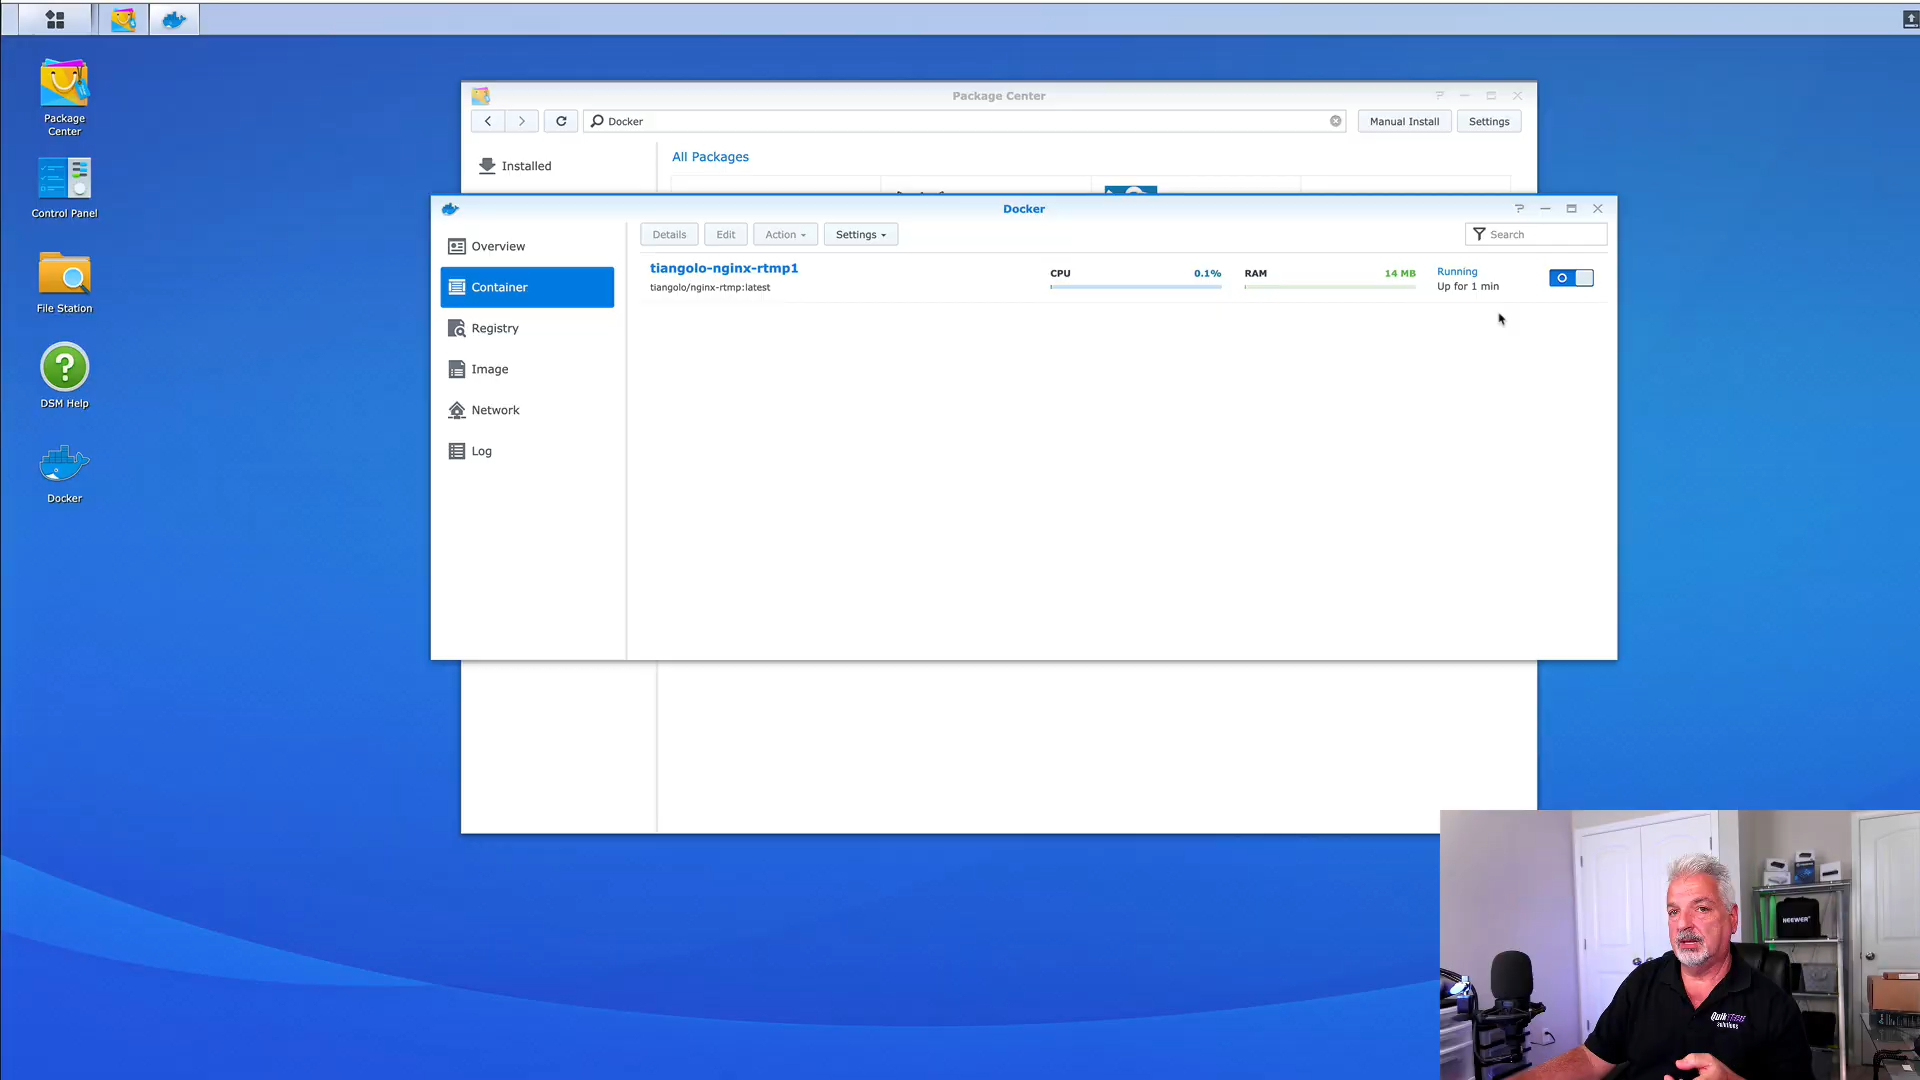 Package Center
Control Panel
File Station
DSM Help
Docker
Package Center
Docker
Manual Install
Settings
Installed
All Packages
Docker
Overview
Container
Registry
Image
Network
Log
Details
Edit
Action
Settings
Search
tiangolo-nginx-rtmp1
tiangolo/nginx-rtmp:latest
CPU
0.1%
RAM
14 MB
Running
Up for 1 min
NEEWER
solutions